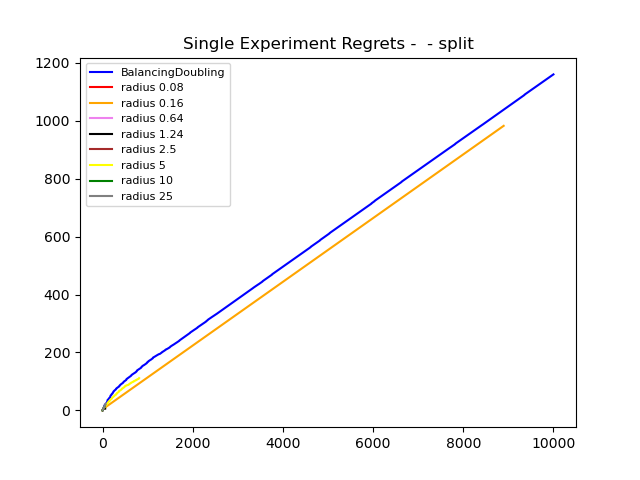 Single Experiment Regrets -  - split
1200
1000
800
600
400
200
0
BalancingDoubling
radius 0.08
radius 0.16
radius 0.64
radius 1.24
radius 2.5
radius 5
radius 10
radius 25
0 2000 4000 6000 8000 10000